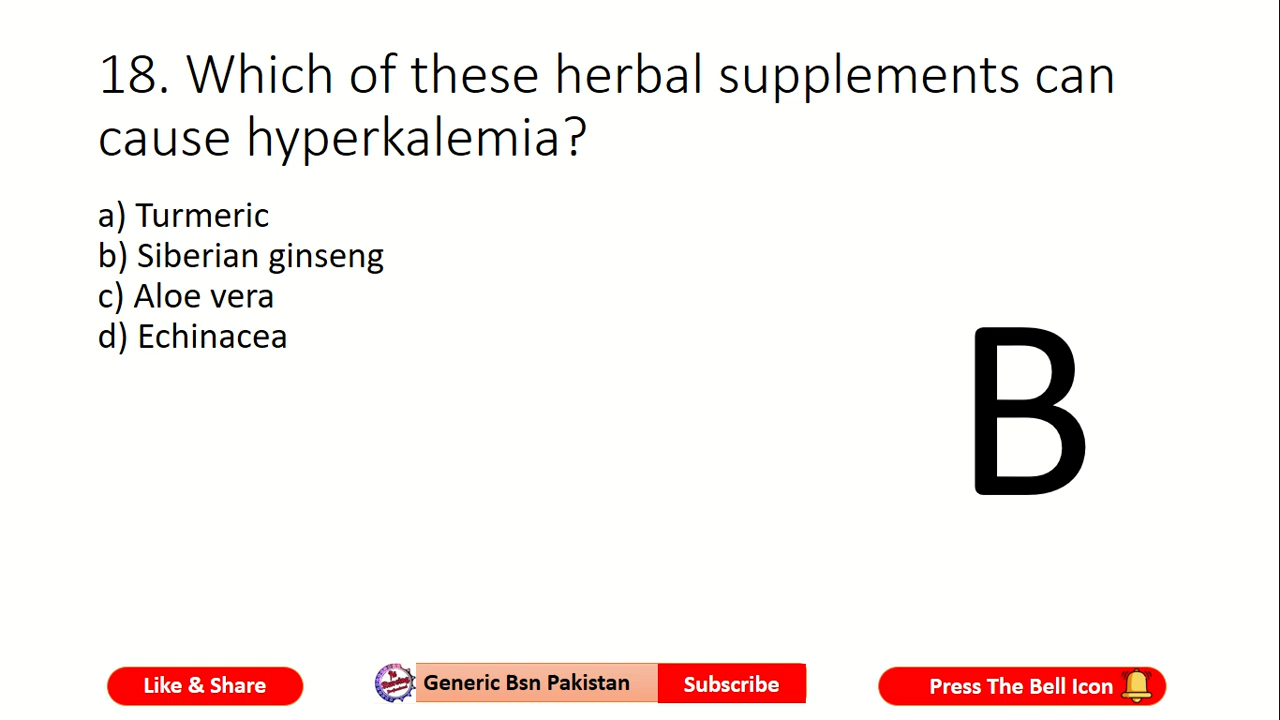 18. Which of these herbal supplements can
cause hyperkalemia?
a) Turmeric
b) Siberian ginseng
c) Aloe vera
d) Echinacea
B
Like & Share
Generic Bsn Pakistan
Subscribe
Press The Bell Icon